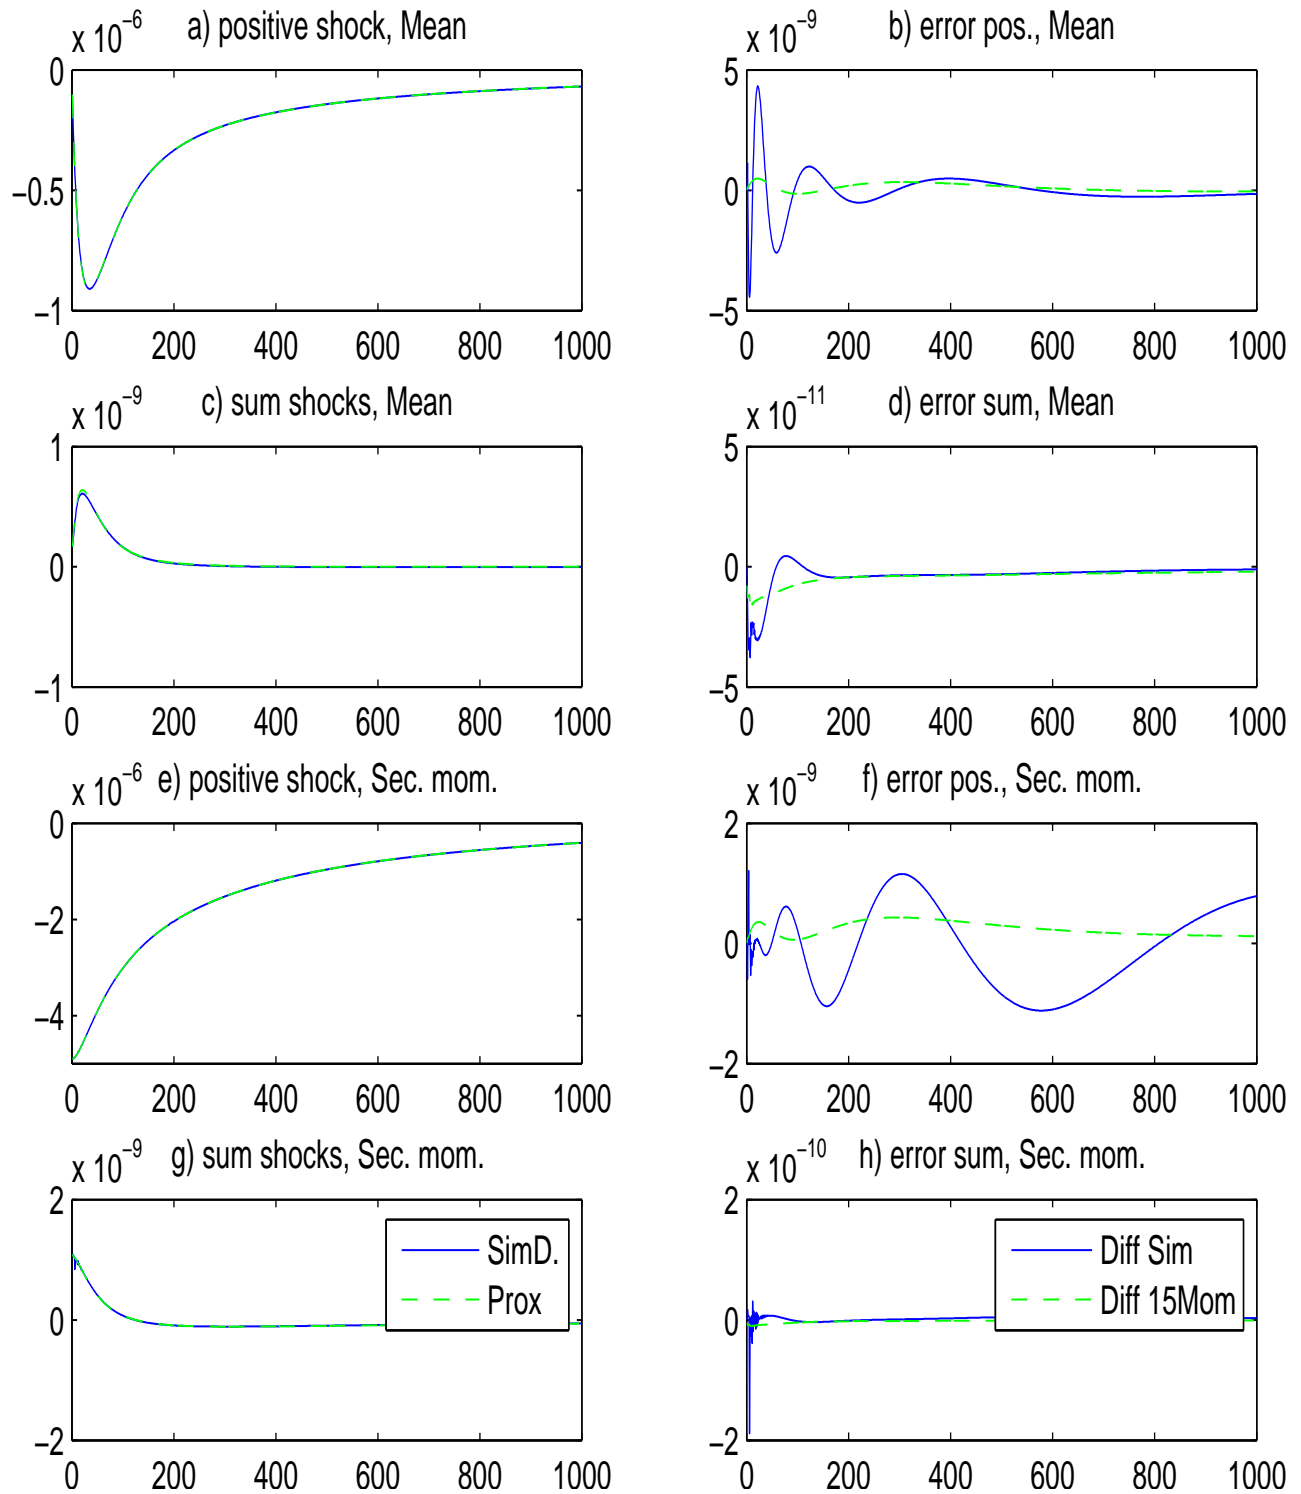 x 10⁻⁶ a) positive shock, Mean
0
−0.5
−1
0 200 400 600 800 1000
x 10⁻⁹ b) error pos., Mean
5
0
−5
0 200 400 600 800 1000
x 10⁻⁹ c) sum shocks, Mean
1
0
−1
0 200 400 600 800 1000
x 10⁻¹¹ d) error sum, Mean
5
0
−5
0 200 400 600 800 1000
x 10⁻⁶ e) positive shock, Sec. mom.
0
−2
−4
0 200 400 600 800 1000
x 10⁻⁹ f) error pos., Sec. mom.
2
0
−2
0 200 400 600 800 1000
x 10⁻⁹ g) sum shocks, Sec. mom.
2
0
−2
SimD.
Prox
0 200 400 600 800 1000
x 10⁻¹⁰ h) error sum, Sec. mom.
2
0
−2
Diff Sim
Diff 15Mom
0 200 400 600 800 1000